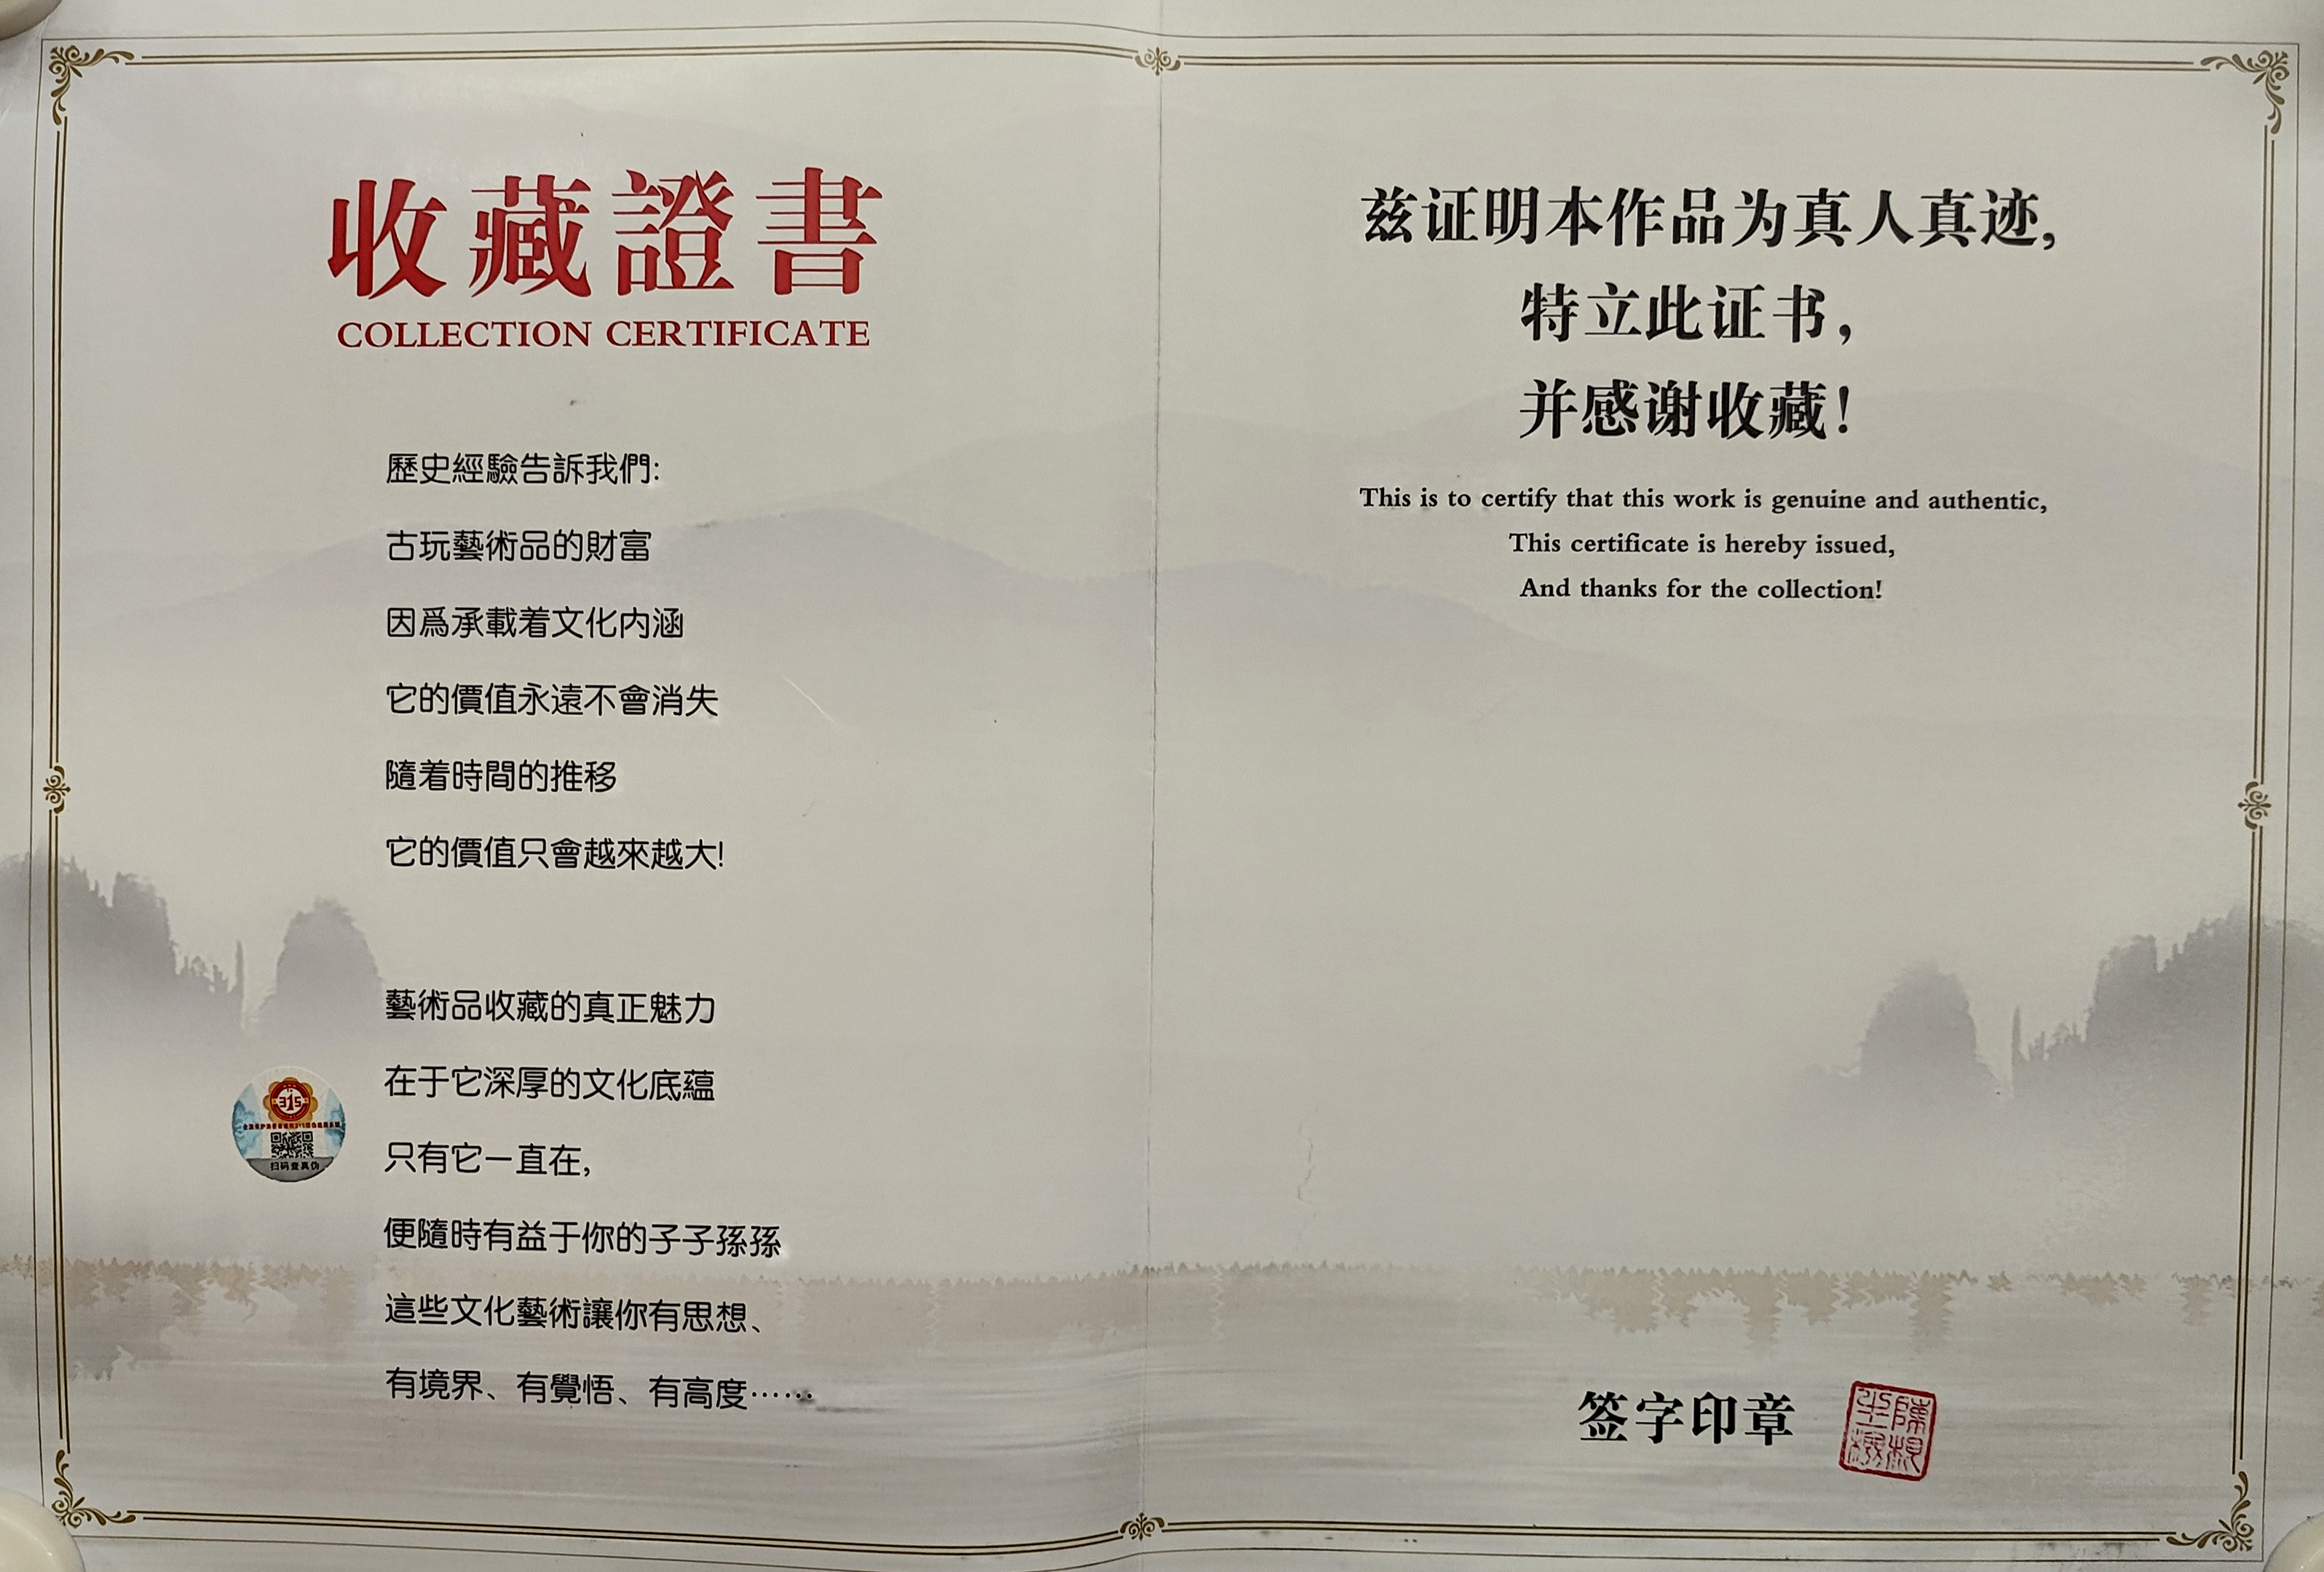 收藏證書
COLLECTION CERTIFICATE
歷史經驗告訴我們:
古玩藝術品的財富
因爲承載着文化内涵
它的價值永遠不會消失
隨着時間的推移
它的價值只會越來越大!
藝術品收藏的真正魅力
在于它深厚的文化底蘊
只有它一直在,
便隨時有益于你的子子孫孫
這些文化藝術讓你有思想、
有境界、有覺悟、有高度……
315
扫码查真伪
兹证明本作品为真人真迹,
特立此证书,
并感谢收藏!
This is to certify that this work is genuine and authentic,
This certificate is hereby issued,
And thanks for the collection!
签字印章